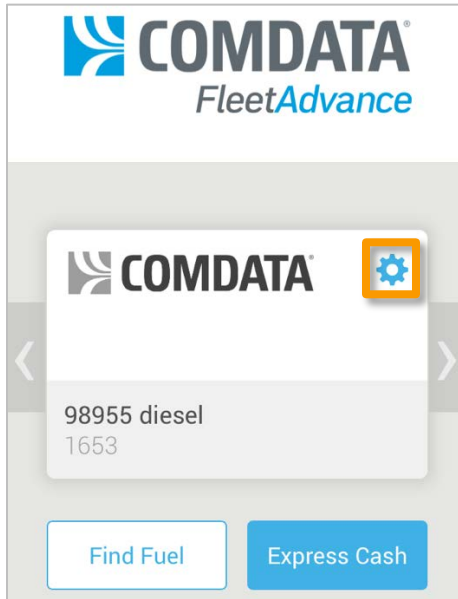 COMDATA®
FleetAdvance
COMDATA®
98955 diesel
1653
Find Fuel
Express Cash